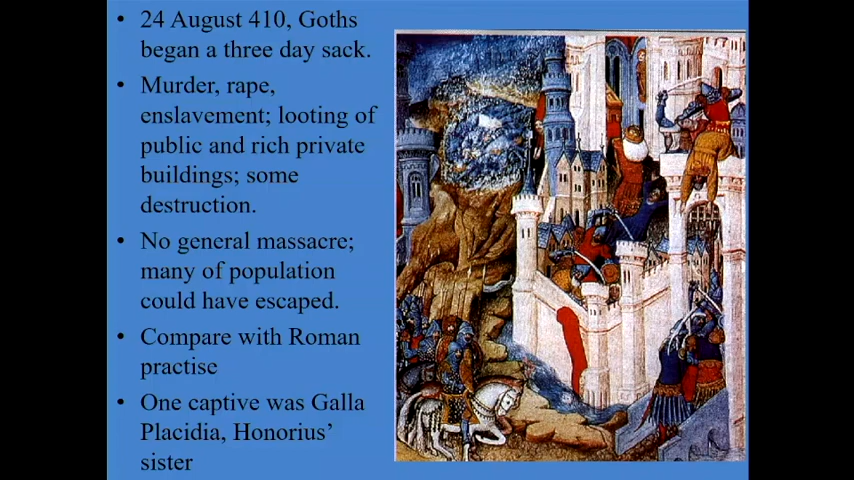 • 24 August 410, Goths
began a three day sack.
• Murder, rape,
enslavement; looting of
public and rich private
buildings; some
destruction.
• No general massacre;
many of population
could have escaped.
• Compare with Roman
practise
• One captive was Galla
Placidia, Honorius’
sister